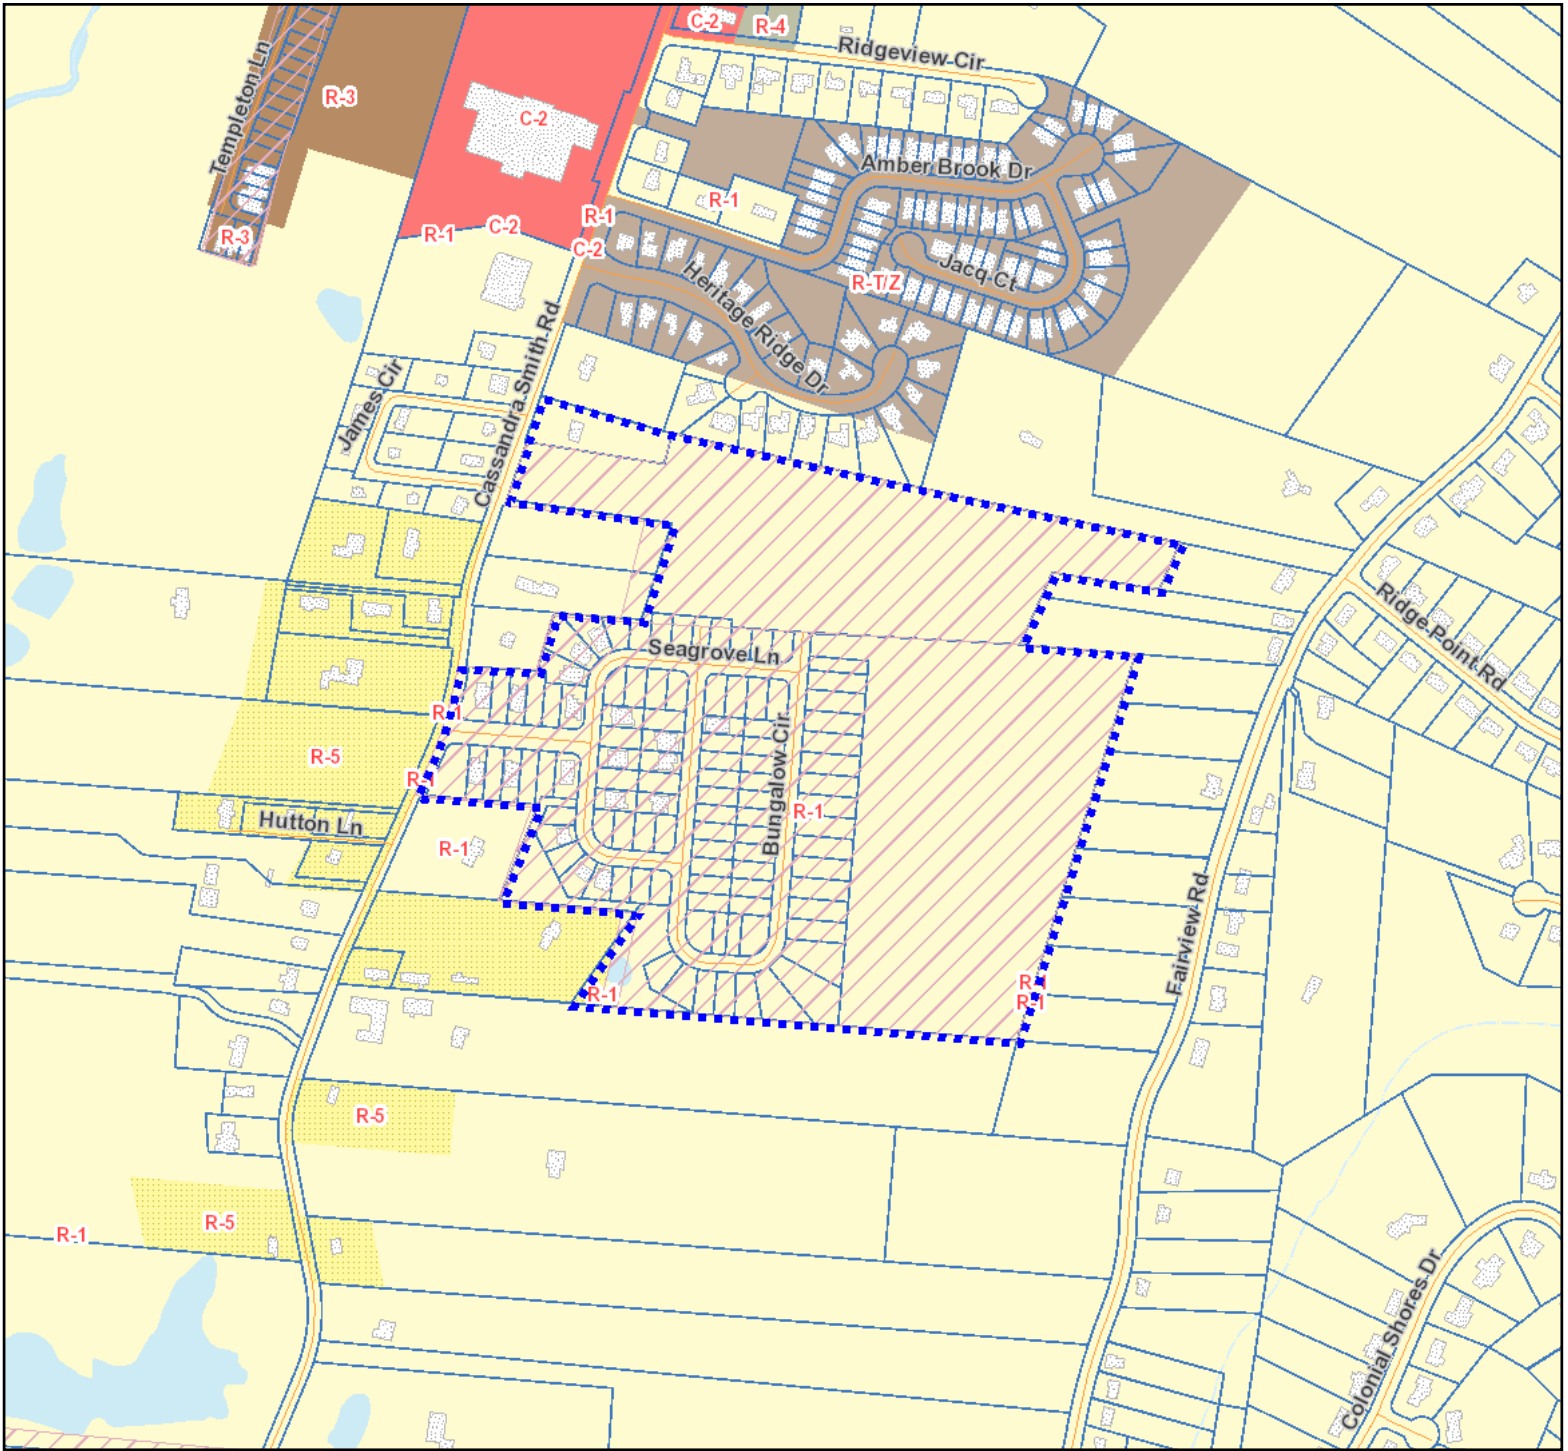 C-2
R-4
Ridgeview Cir
Templeton Ln
R-3
C-2
Amber Brook Dr
R-1
R-1
C-2
R-1
R-3
C-2
Jacq Ct
R-T/Z
Heritage Ridge Dr
Cassandra Smith Rd
James Cir
Ridge Point Rd
Seagrove Ln
R-1
R-5
Bungalow Cir
R-1
R-1
Hutton Ln
R-1
Fairview Rd
R-1
R-1
R-1
R-5
R-5
R-1
Colonial Shores Dr